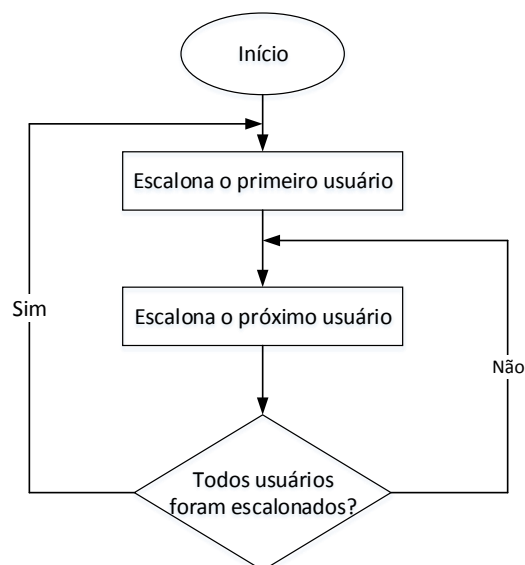 Início
Escalona o primeiro usuário
Escalona o próximo usuário
Sim
Não
Todos usuários
foram escalonados?